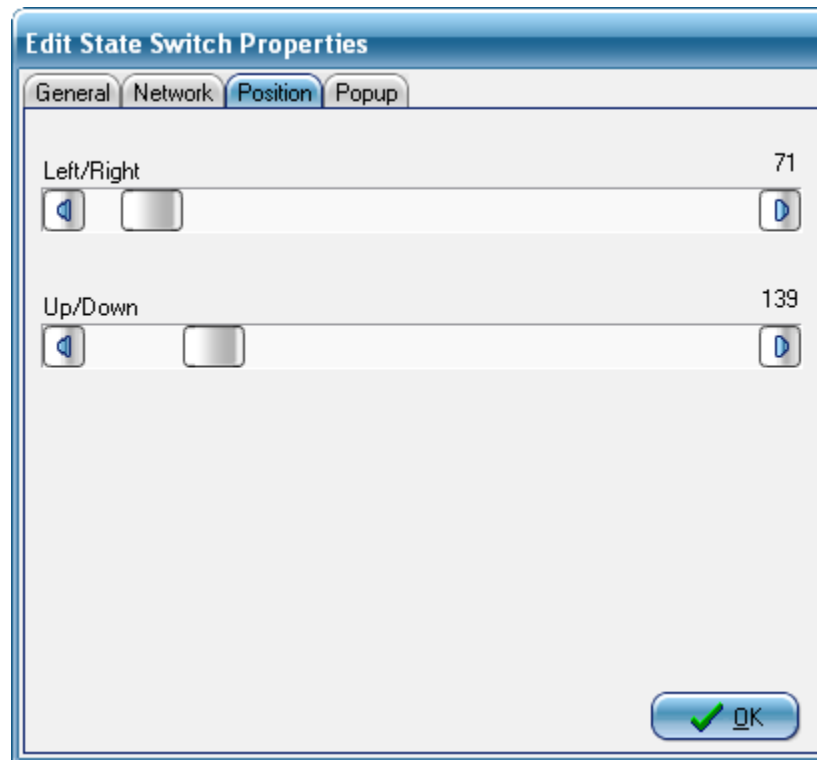 Edit State Switch Properties
General Network Position Popup
Left/Right 71
Up/Down 139
OK